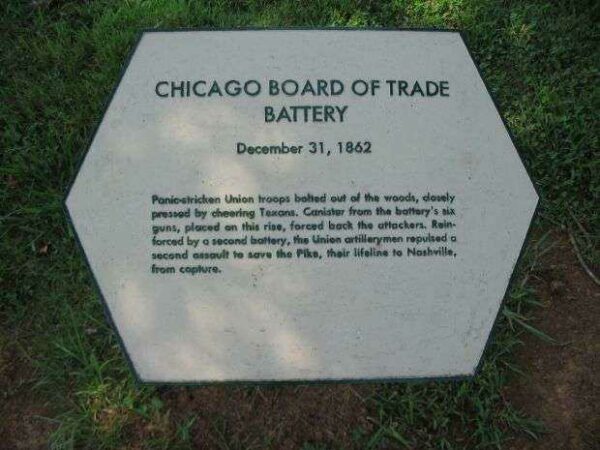 CHICAGO BOARD OF TRADE
BATTERY
December 31, 1862
Panic-stricken Union troops bolted out of the woods, closely
pressed by cheering Texans. Canister from the battery's six
guns, placed on this rise, forced back the attackers. Rein-
forced by a second battery, the Union artillerymen repulsed a
second assault to save the Pike, their lifeline to Nashville,
from capture.